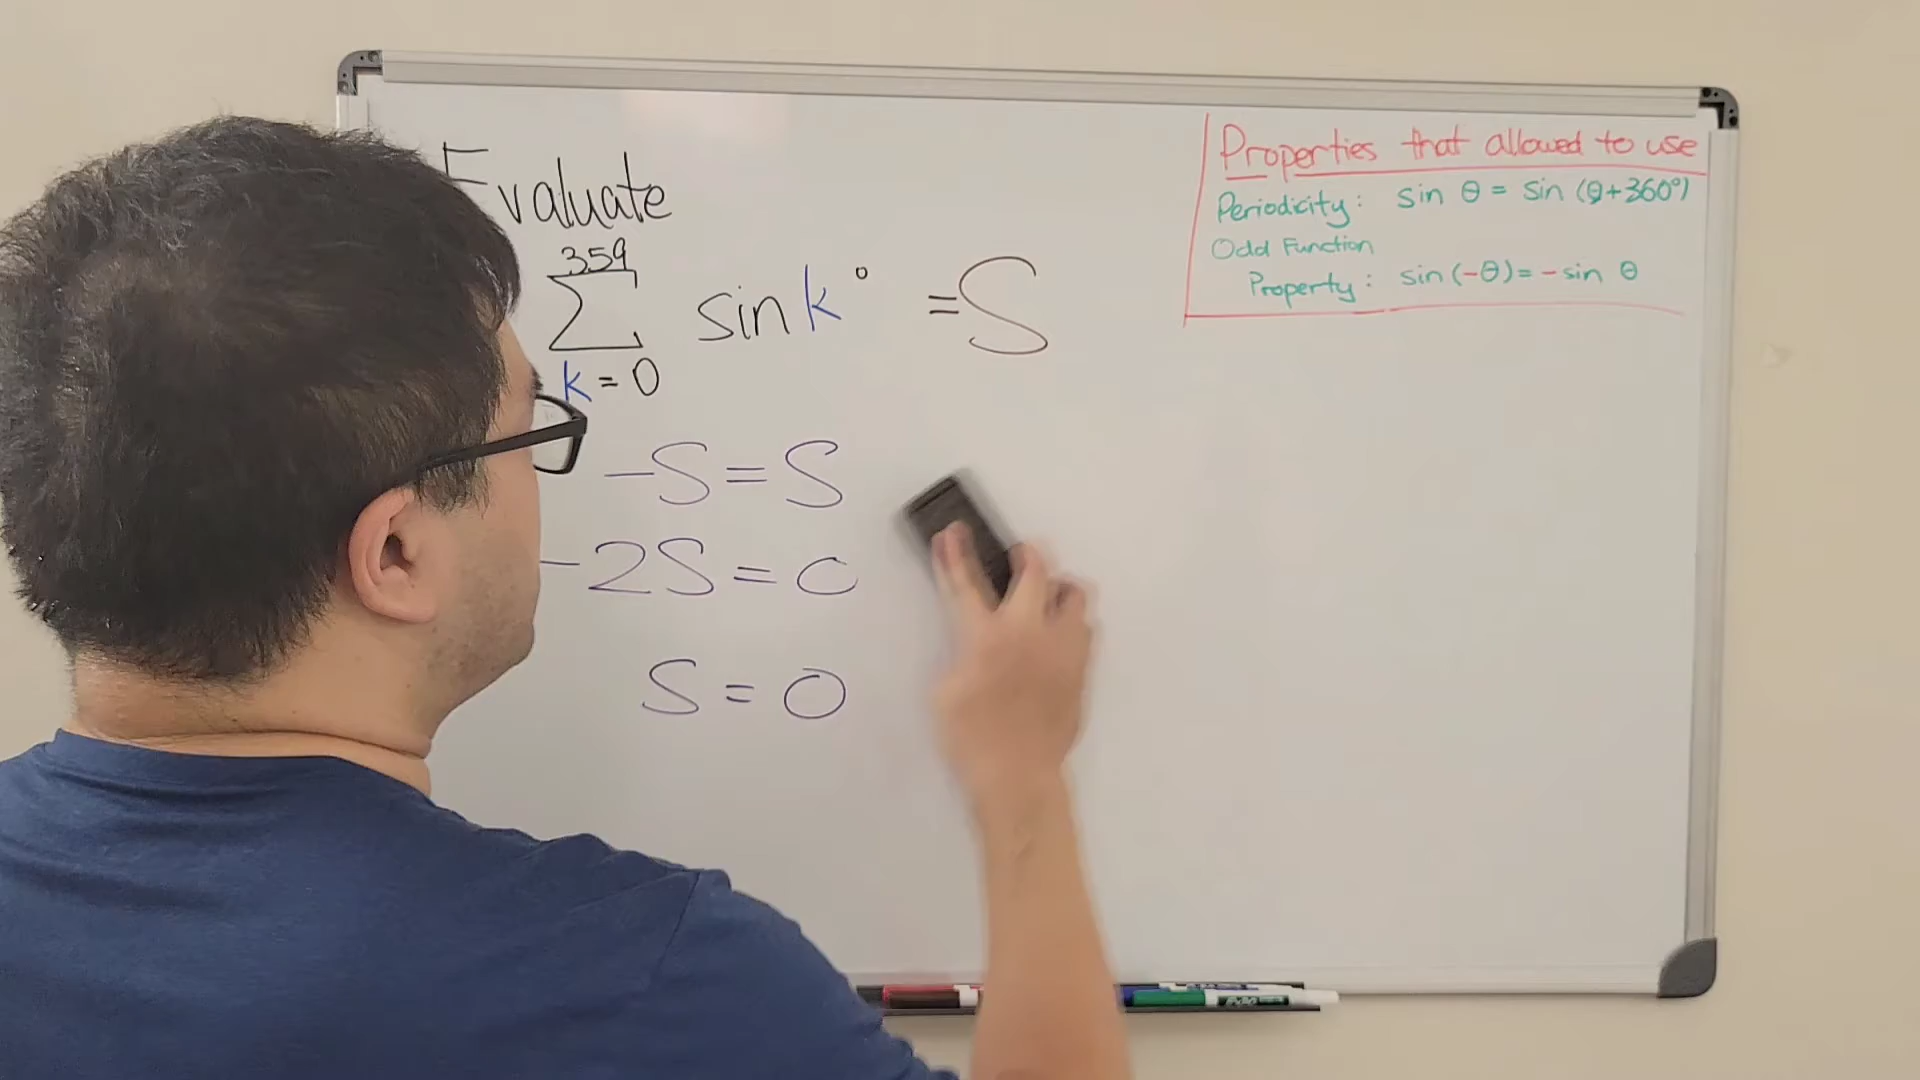 Evaluate
359
∑ sin k° = S
k = 0
-S = S
-2S = 0
S = 0
Properties that allowed to use
Periodicity: sin θ = sin (θ+360°)
Odd Function
Property: sin (-θ) = - sin θ